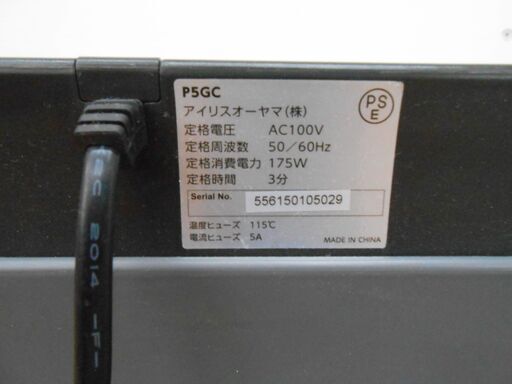 P5GC
アイリスオーヤマ(株)
定格電圧 AC100V
定格周波数 50/60Hz
定格消費電力 175W
定格時間 3分
Serial No. 556150105029
温度ヒューズ 115℃
電流ヒューズ 5A
MADE IN CHINA
PS
E
2014 -F-